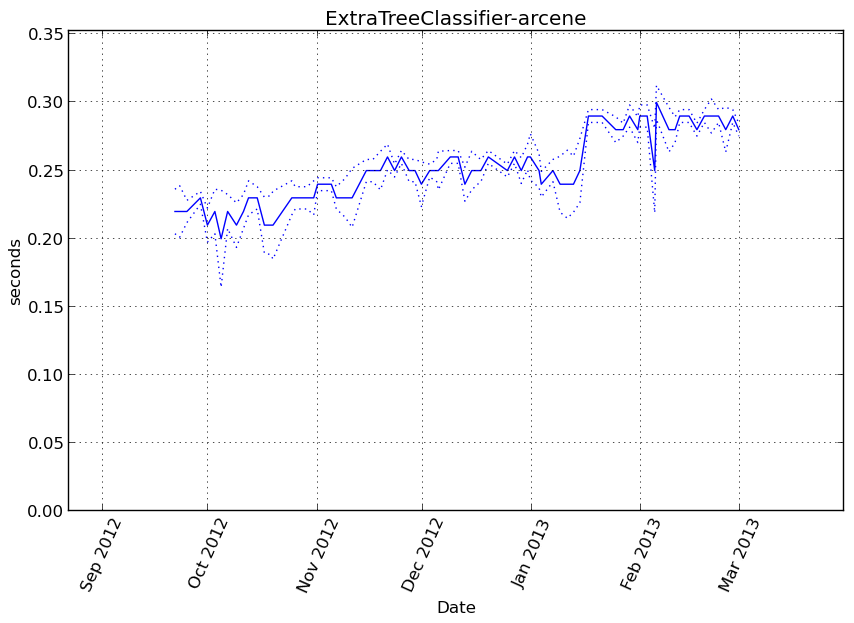 ExtraTreeClassifier-arcene
0.35
0.30
0.25
0.20
0.15
0.10
0.05
0.00
seconds
Sep 2012
Oct 2012
Nov 2012
Dec 2012
Jan 2013
Feb 2013
Mar 2013
Date